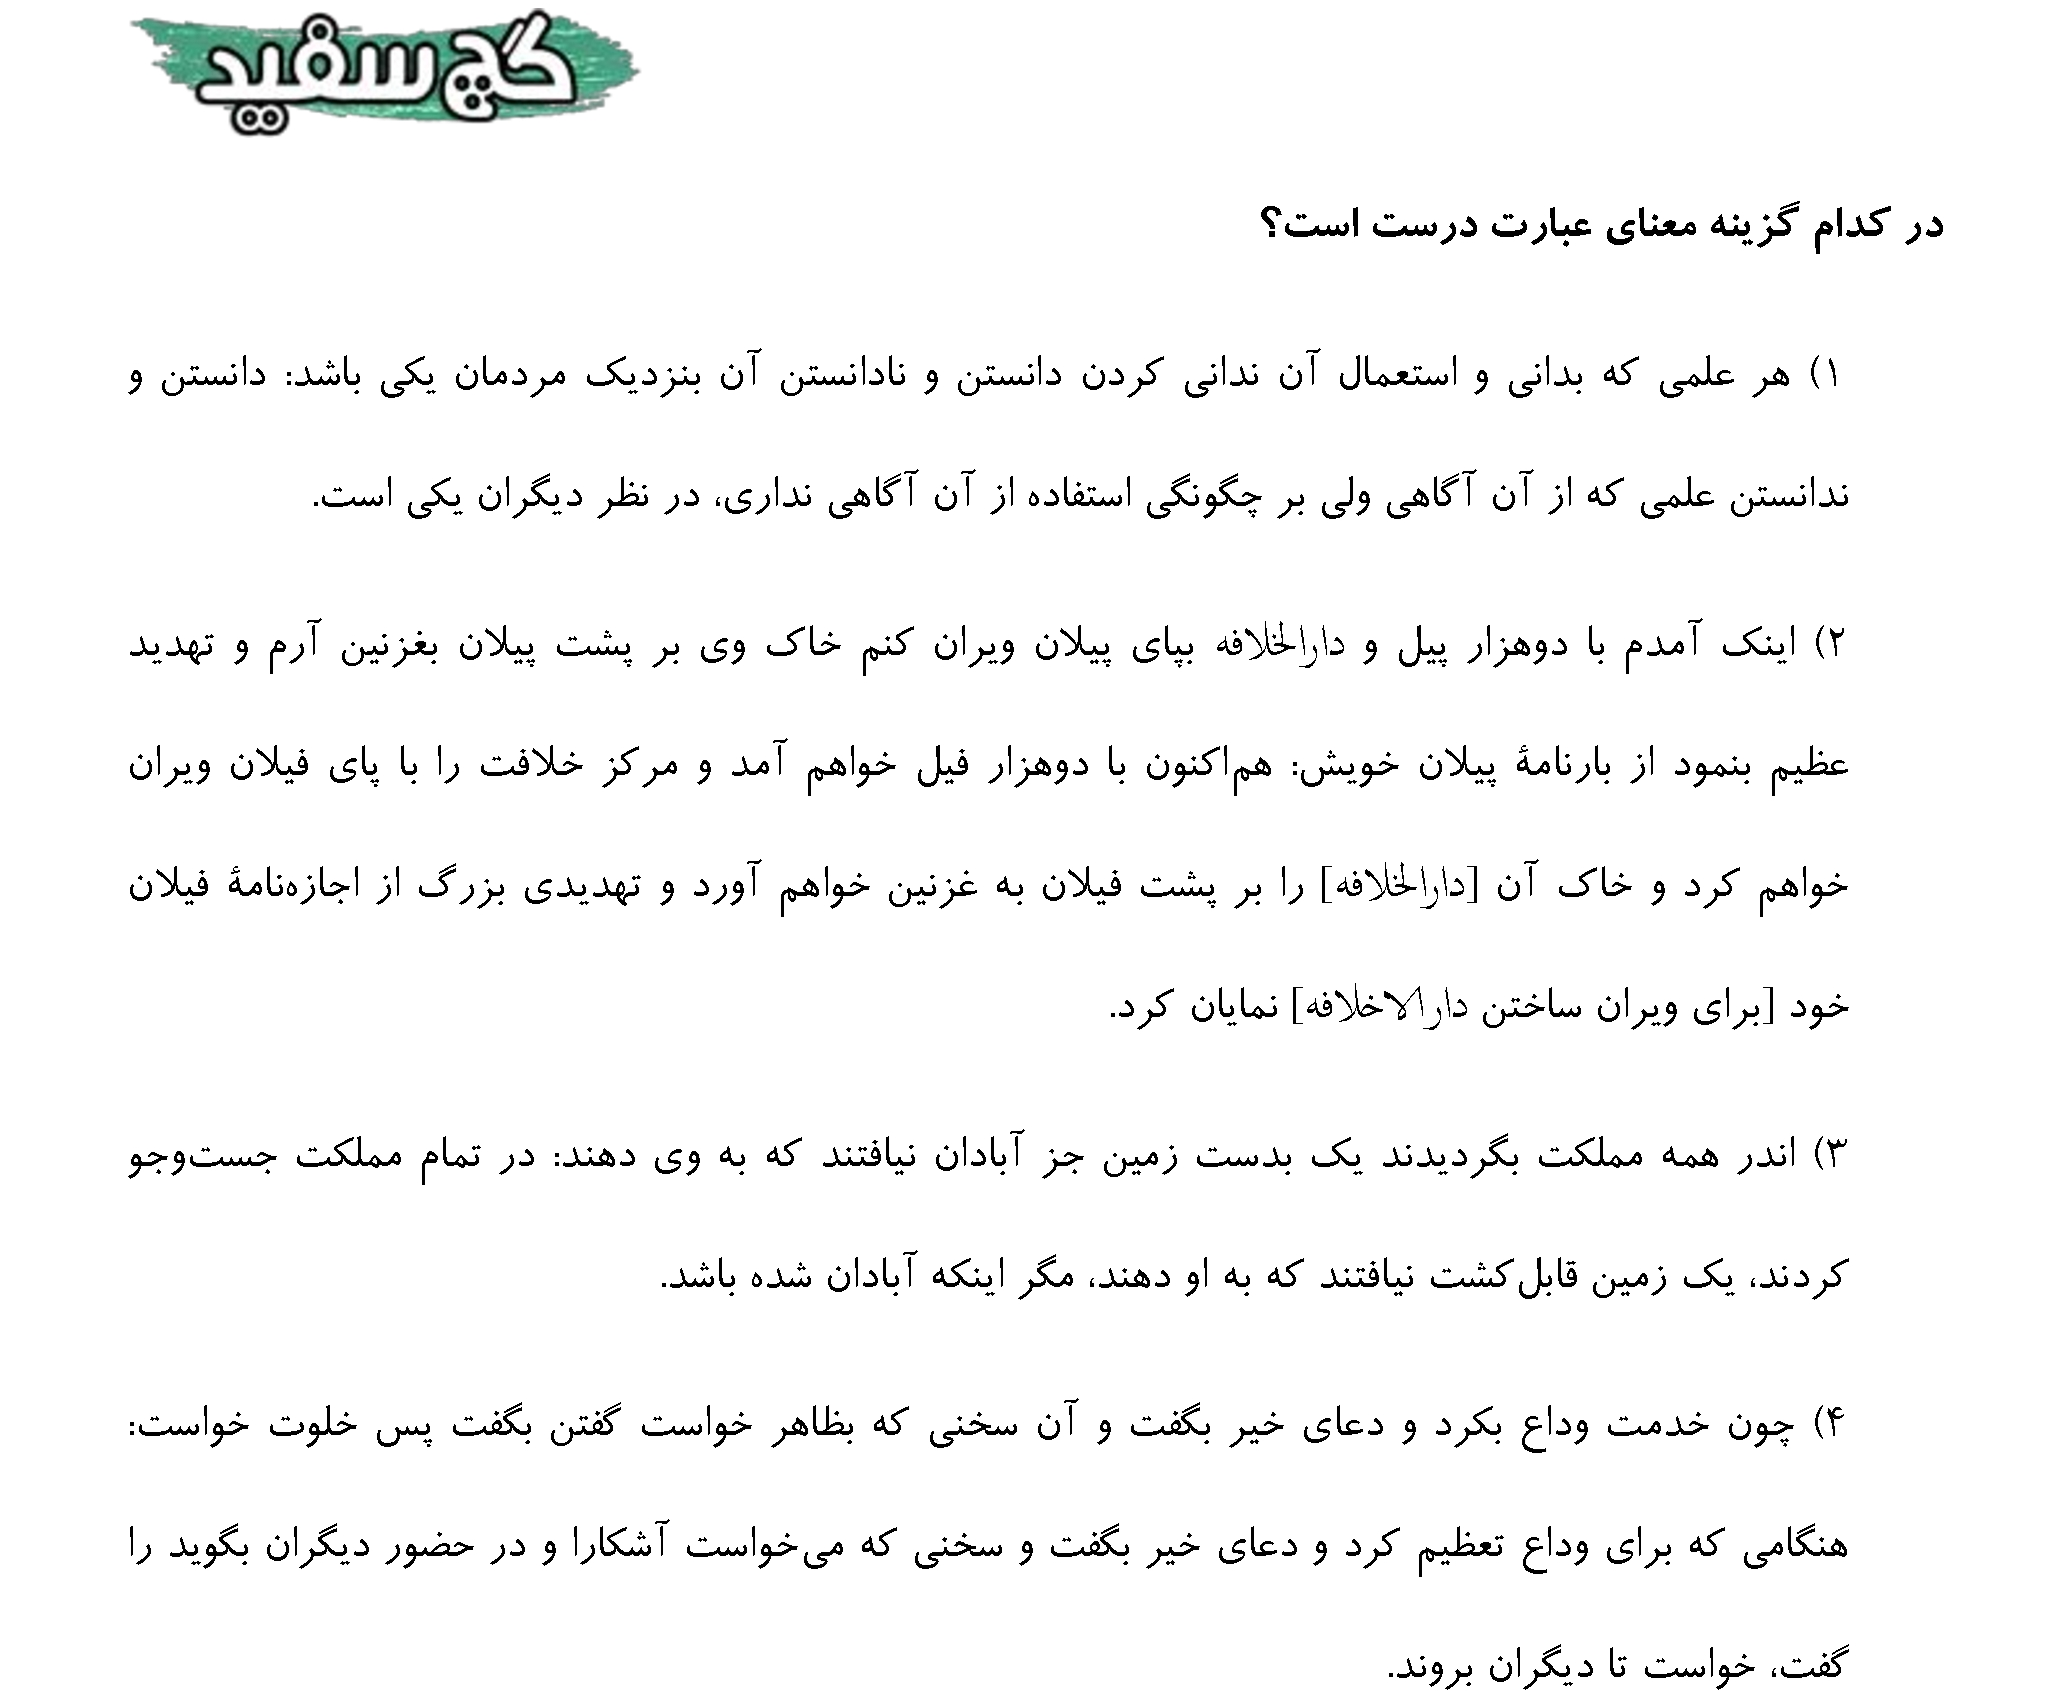 گچ سفید
در کدام گزینه معنای عبارت درست است؟
۱) هر علمی که بدانی و استعمال آن ندانی کردن دانستن و نادانستن آن بنزدیک مردمان یکی باشد: دانستن و
ندانستن علمی که از آن آگاهی ولی بر چگونگی استفاده از آن آگاهی نداری، در نظر دیگران یکی است.
۲) اینک آمدم با دوهزار پیل و دارالخلافه بپای پیلان ویران کنم خاک وی بر پشت پیلان بغزنین آرم و تهدید
عظیم بنمود از بارنامهٔ پیلان خویش: هم‌اکنون با دوهزار فیل خواهم آمد و مرکز خلافت را با پای فیلان ویران
خواهم کرد و خاک آن [دارالخلافه] را بر پشت فیلان به غزنین خواهم آورد و تهدیدی بزرگ از اجازه‌نامهٔ فیلان
خود [برای ویران ساختن دارالاخلافه] نمایان کرد.
۳) اندر همه مملکت بگردیدند یک بدست زمین جز آبادان نیافتند که به وی دهند: در تمام مملکت جست‌وجو
کردند، یک زمین قابل‌کشت نیافتند که به او دهند، مگر اینکه آبادان شده باشد.
۴) چون خدمت وداع بکرد و دعای خیر بگفت و آن سخنی که بظاهر خواست گفتن بگفت پس خلوت خواست:
هنگامی که برای وداع تعظیم کرد و دعای خیر بگفت و سخنی که می‌خواست آشکارا و در حضور دیگران بگوید را
گفت، خواست تا دیگران بروند.